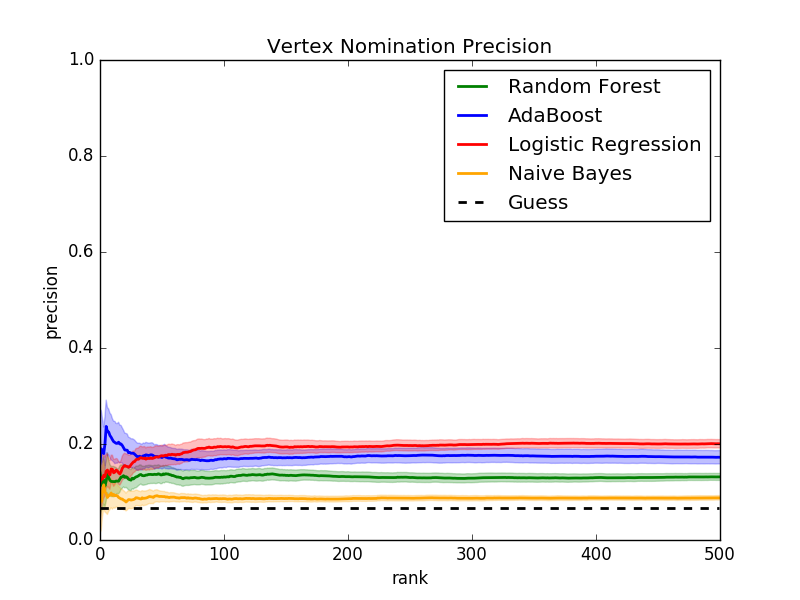 Vertex Nomination Precision
1.0
0.8
0.6
0.4
0.2
0.0
precision
Random Forest
AdaBoost
Logistic Regression
Naive Bayes
Guess
0 100 200 300 400 500
rank